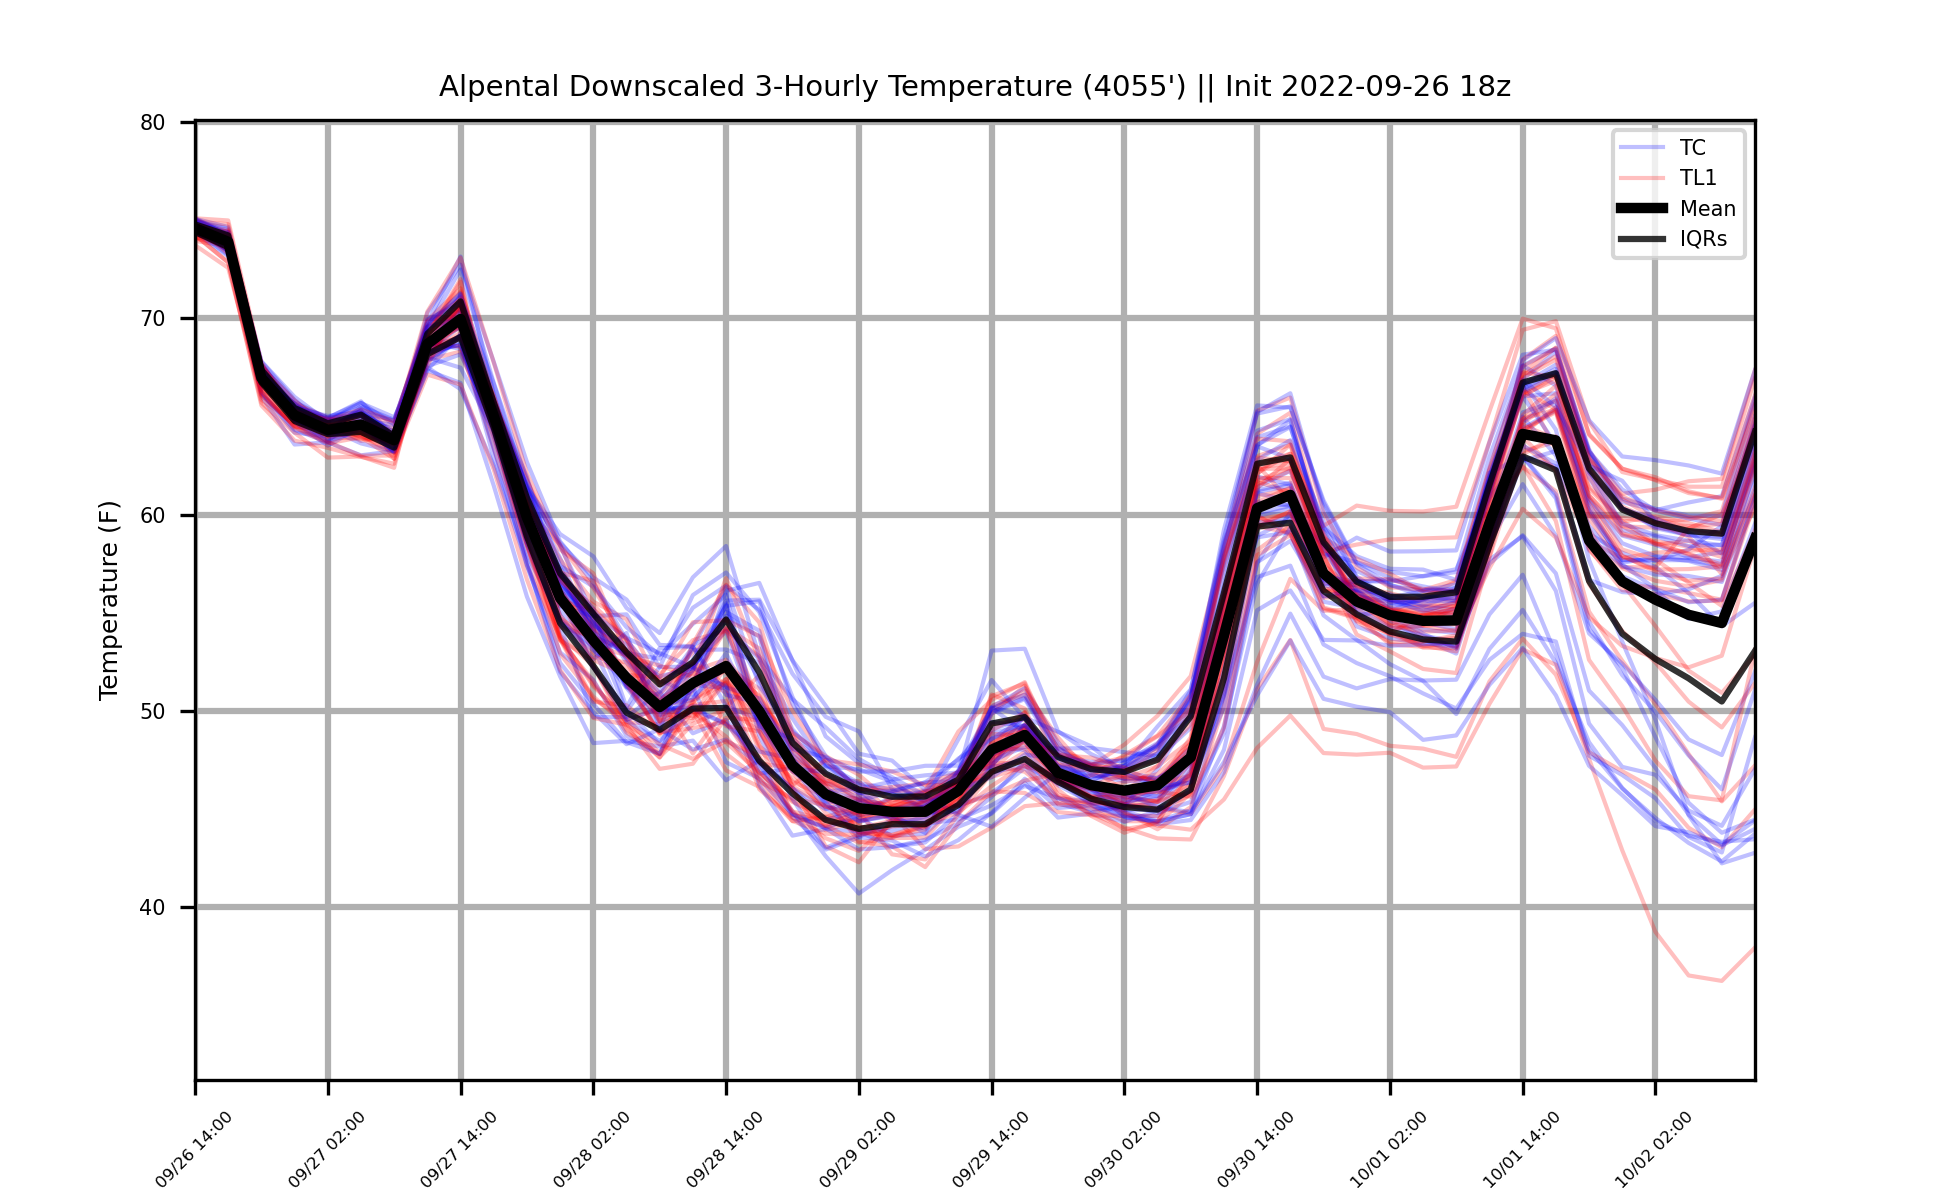 Alpental Downscaled 3-Hourly Temperature (4055') || Init 2022-09-26 18z
TC
TL1
Mean
IQRs
Temperature (F)
80
70
60
50
40
09/26 14:00
09/27 02:00
09/27 14:00
09/28 02:00
09/28 14:00
09/29 02:00
09/29 14:00
09/30 02:00
09/30 14:00
10/01 02:00
10/01 14:00
10/02 02:00